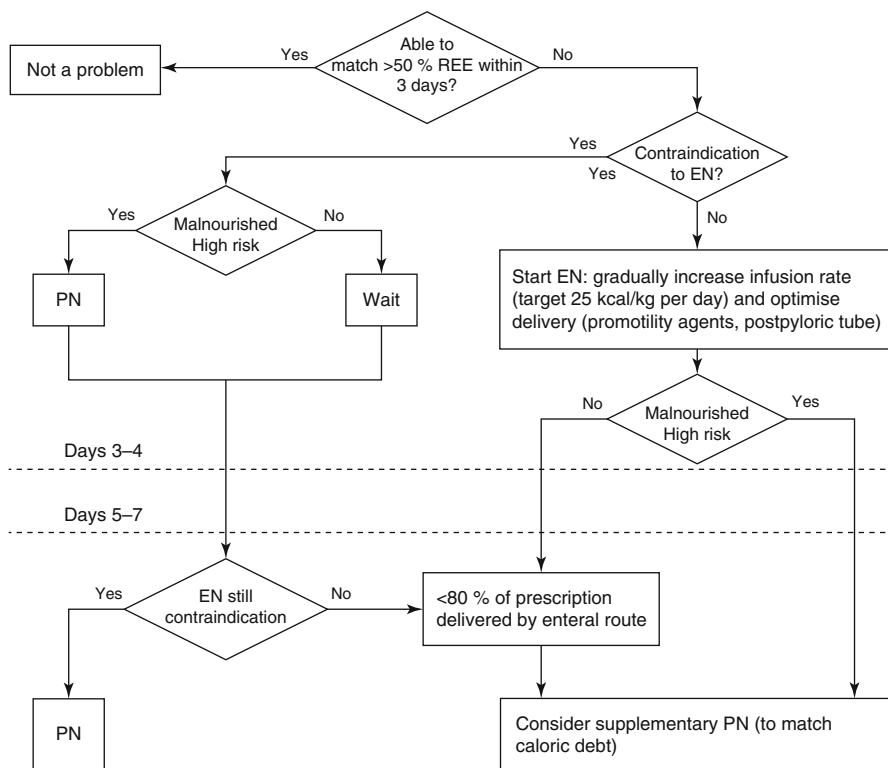 Able to
match >50 % REE within
3 days?
Yes
No
Not a problem
Contraindication
to EN?
Yes
Yes
No
Malnourished
High risk
Yes
No
PN
Wait
Start EN: gradually increase infusion rate
(target 25 kcal/kg per day) and optimise
delivery (promotility agents, postpyloric tube)
Malnourished
High risk
No
Yes
Days 3–4
Days 5–7
EN still
contraindication
Yes
No
<80 % of prescription
delivered by enteral route
PN
Consider supplementary PN (to match
caloric debt)